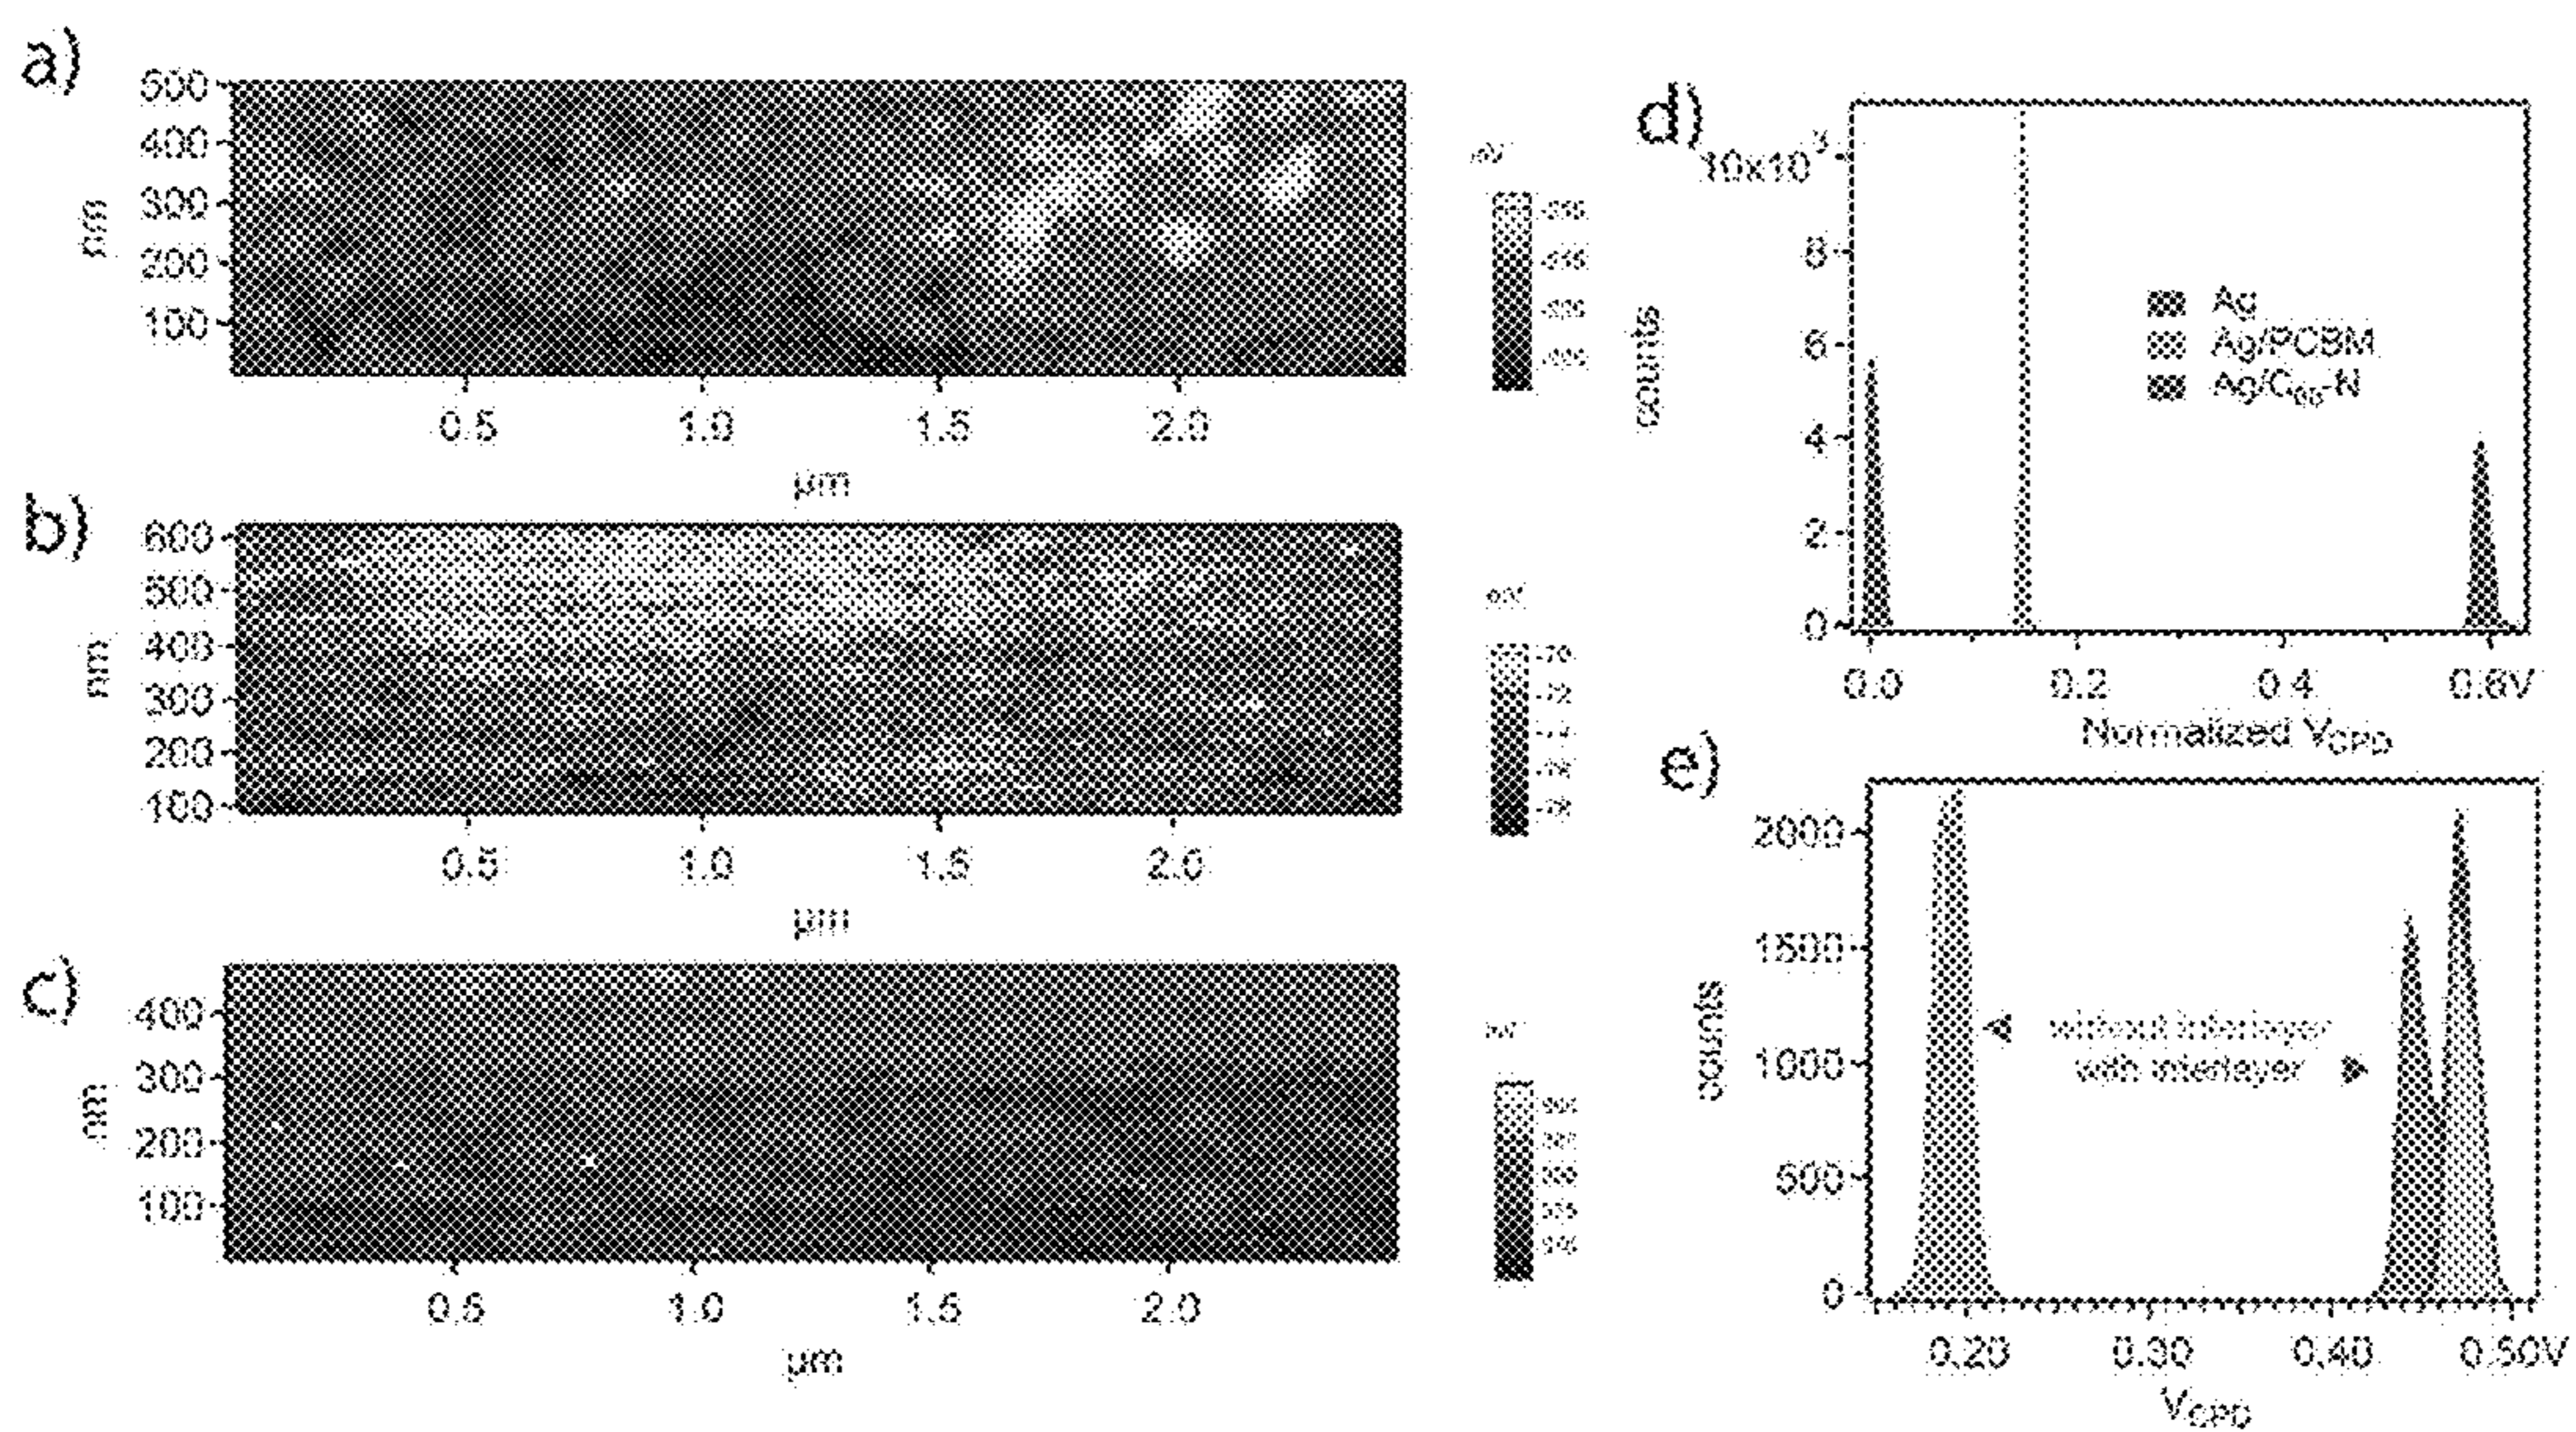 a)
500
400
300
200
100
nm
0.5 1.0 1.5 2.0
µm
b)
600
500
400
300
200
100
nm
0.5 1.0 1.5 2.0
µm
-70
-72
c)
400
300
200
100
nm
0.5 1.0 1.5 2.0
µm
d)
10x10³
8
6
4
2
0
counts
Ag
Ag/PCBM
Ag/C₆₀-N
0.0 0.2 0.4 0.6V
Normalized V_CPD
e)
2000
1500
1000
500
0
counts
without interlayer
with interlayer
0.20 0.30 0.40 0.50V
V_CPD